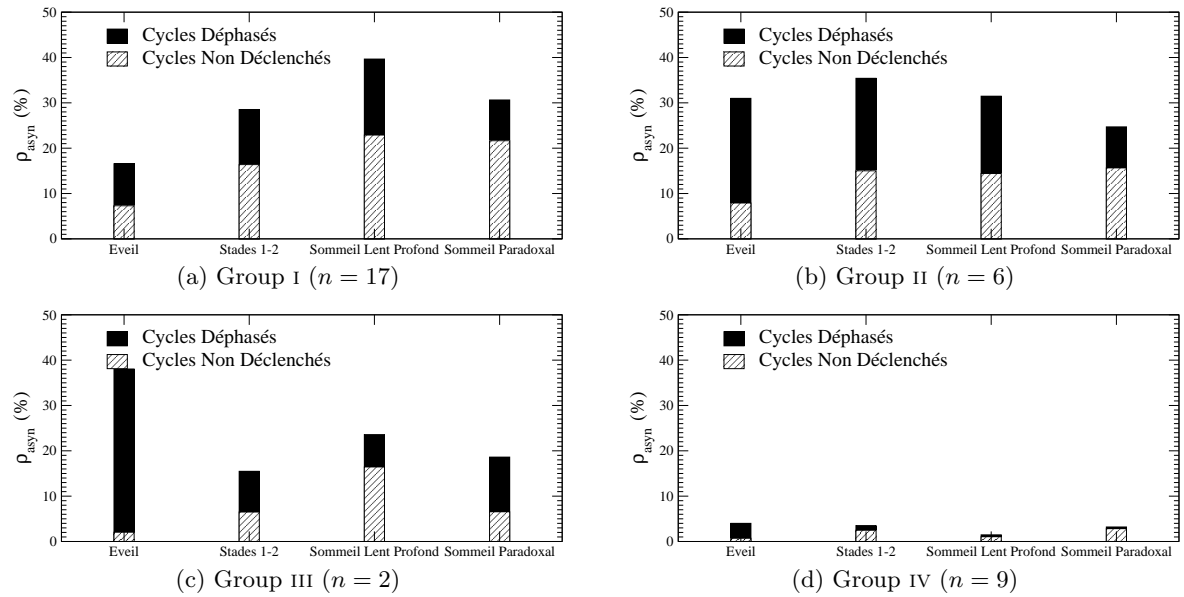 50
40
30
20
10
0
ρasyn (%)
Cycles Déphasés
Cycles Non Déclenchés
Eveil Stades 1-2 Sommeil Lent Profond Sommeil Paradoxal
(a) Group I (n = 17)
50
40
30
20
10
0
ρasyn (%)
Cycles Déphasés
Cycles Non Déclenchés
Eveil Stades 1-2 Sommeil Lent Profond Sommeil Paradoxal
(b) Group II (n = 6)
50
40
30
20
10
0
ρasyn (%)
Cycles Déphasés
Cycles Non Déclenchés
Eveil Stades 1-2 Sommeil Lent Profond Sommeil Paradoxal
(c) Group III (n = 2)
50
40
30
20
10
0
ρasyn (%)
Cycles Déphasés
Cycles Non Déclenchés
Eveil Stades 1-2 Sommeil Lent Profond Sommeil Paradoxal
(d) Group IV (n = 9)